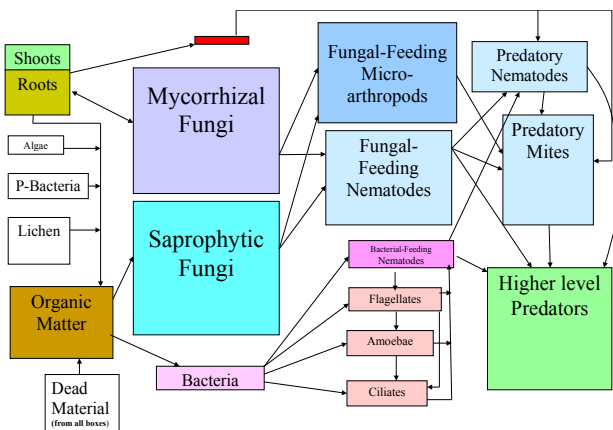 Shoots
Roots
Algae
P-Bacteria
Lichen
Organic
Matter
Dead
Material
(from all boxes)
Mycorrhizal
Fungi
Saprophytic
Fungi
Bacteria
Fungal-Feeding
Micro-
arthropods
Fungal-
Feeding
Nematodes
Bacterial-Feeding
Nematodes
Flagellates
Amoebae
Ciliates
Predatory
Nematodes
Predatory
Mites
Higher level
Predators